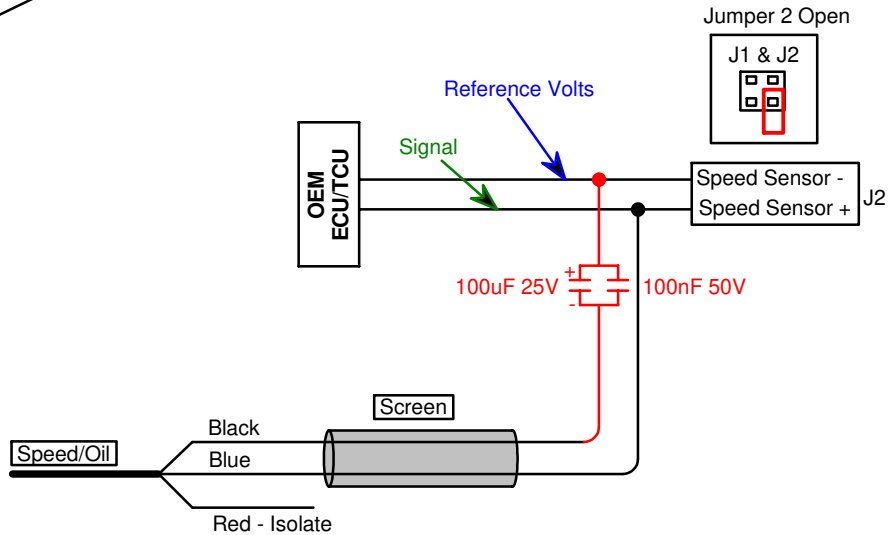 Jumper 2 Open
J1 & J2
Reference Volts
Signal
OEM
ECU/TCU
Speed Sensor -
Speed Sensor +
J2
100uF 25V
+
-
100nF 50V
Screen
Black
Speed/Oil
Blue
Red - Isolate